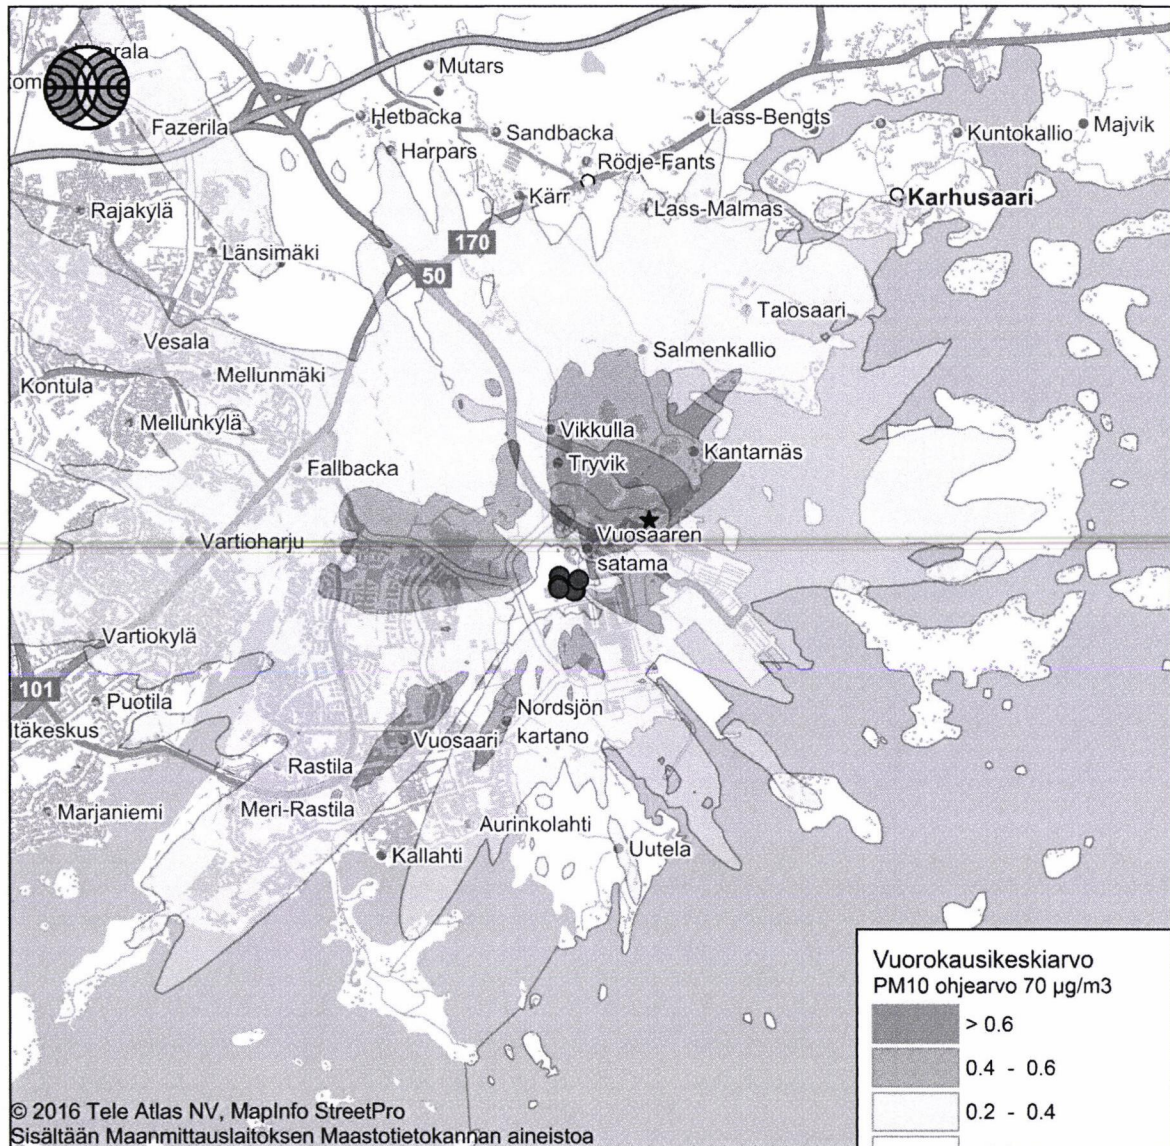 Mutars
Fazerila
Hetbacka
Sandbacka
Lass-Bengts
Kuntokallio
Majvik
Harpars
Rödje-Fants
Kärr
Lass-Malmas
Karhusaari
Rajakylä
Länsimäki
170
50
Talosaari
Vesala
Salmenkallio
Kontula
Mellunmäki
Mellunkylä
Vikkulla
Kantarnäs
Tryvik
Fallbacka
Vartioharju
Vuosaaren
satama
Vartiokylä
101
Puotila
Nordsjön
kartano
täkeskus
Vuosaari
Rastila
Marjaniemi
Meri-Rastila
Aurinkolahti
Kallahti
Uutela
Vuorokausikeskiarvo
PM10 ohjearvo 70 µg/m3
> 0.6
0.4 - 0.6
0.2 - 0.4
© 2016 Tele Atlas NV, MapInfo StreetPro
Sisältään Maanmittauslaitoksen Maastotietokannan aineistoa